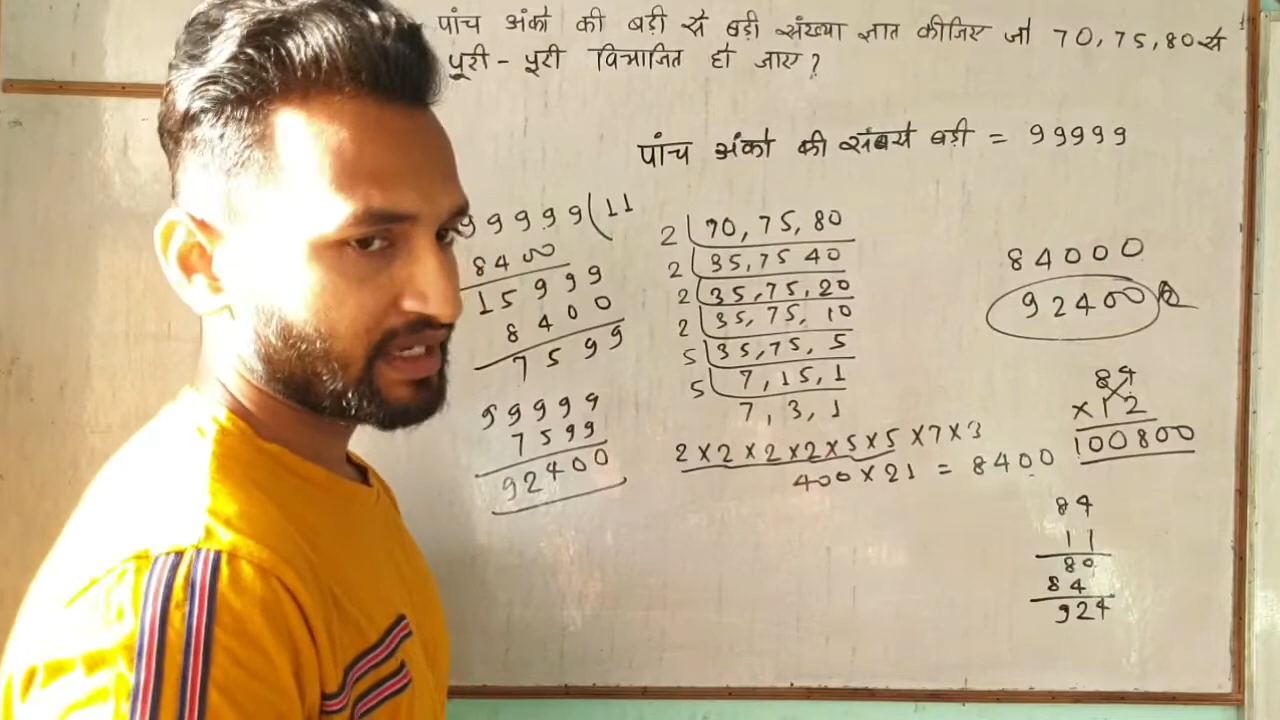 पांच अंको की बड़ी से बड़ी संख्या ज्ञात कीजिए जो 70, 75, 80 से
पूरी - पूरी विभाजित हो जाए ?
पांच अंको की सबसे बड़ी = 99999
99999(11
8400
15999
8400
7599
99999
7599
92400
2 70, 75, 80
2 35, 75 40
2 35, 75, 20
2 35, 75, 10
5 35, 75, 5
5 7, 15, 1
7, 3, 1
2 × 2 × 2 × 2 × 5 × 5 × 7 × 3
400 × 21 = 8400
84000
92400
84
× 12
100800
84
11
80
84
924